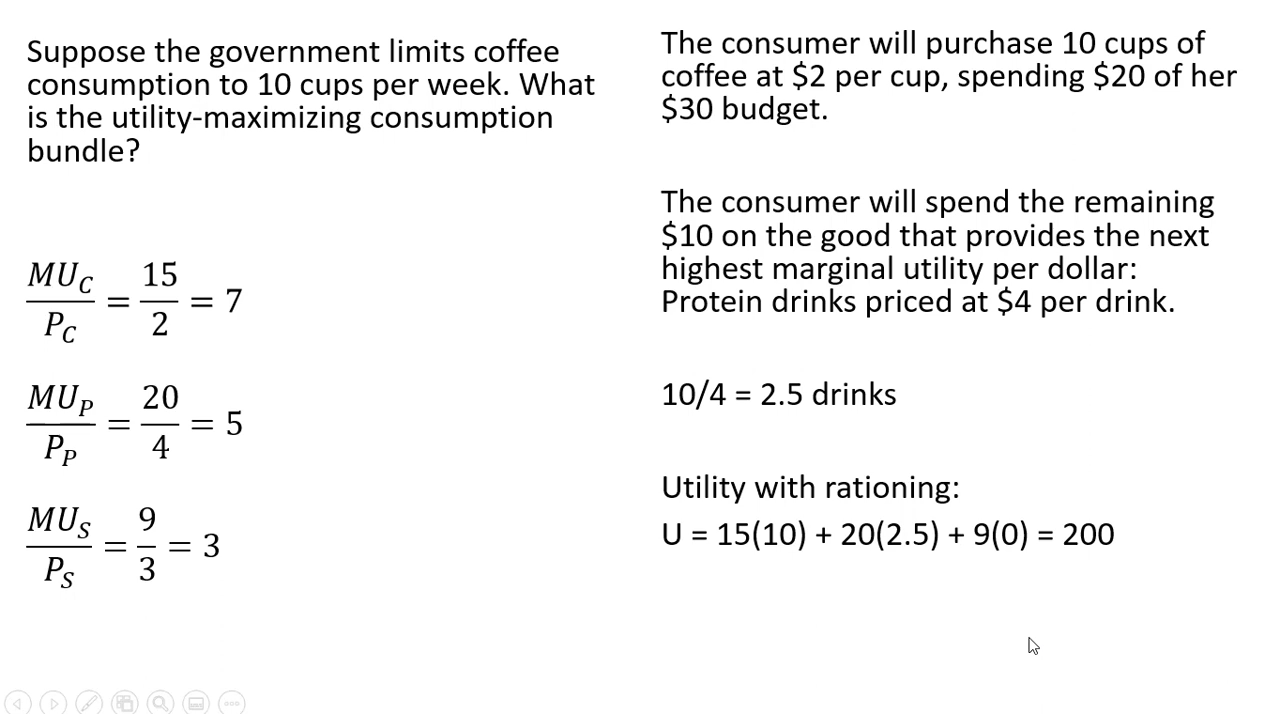 Suppose the government limits coffee
consumption to 10 cups per week. What
is the utility-maximizing consumption
bundle?
MU_C/P_C = 15/2 = 7
MU_P/P_P = 20/4 = 5
MU_S/P_S = 9/3 = 3
The consumer will purchase 10 cups of
coffee at $2 per cup, spending $20 of her
$30 budget.
The consumer will spend the remaining
$10 on the good that provides the next
highest marginal utility per dollar:
Protein drinks priced at $4 per drink.
10/4 = 2.5 drinks
Utility with rationing:
U = 15(10) + 20(2.5) + 9(0) = 200